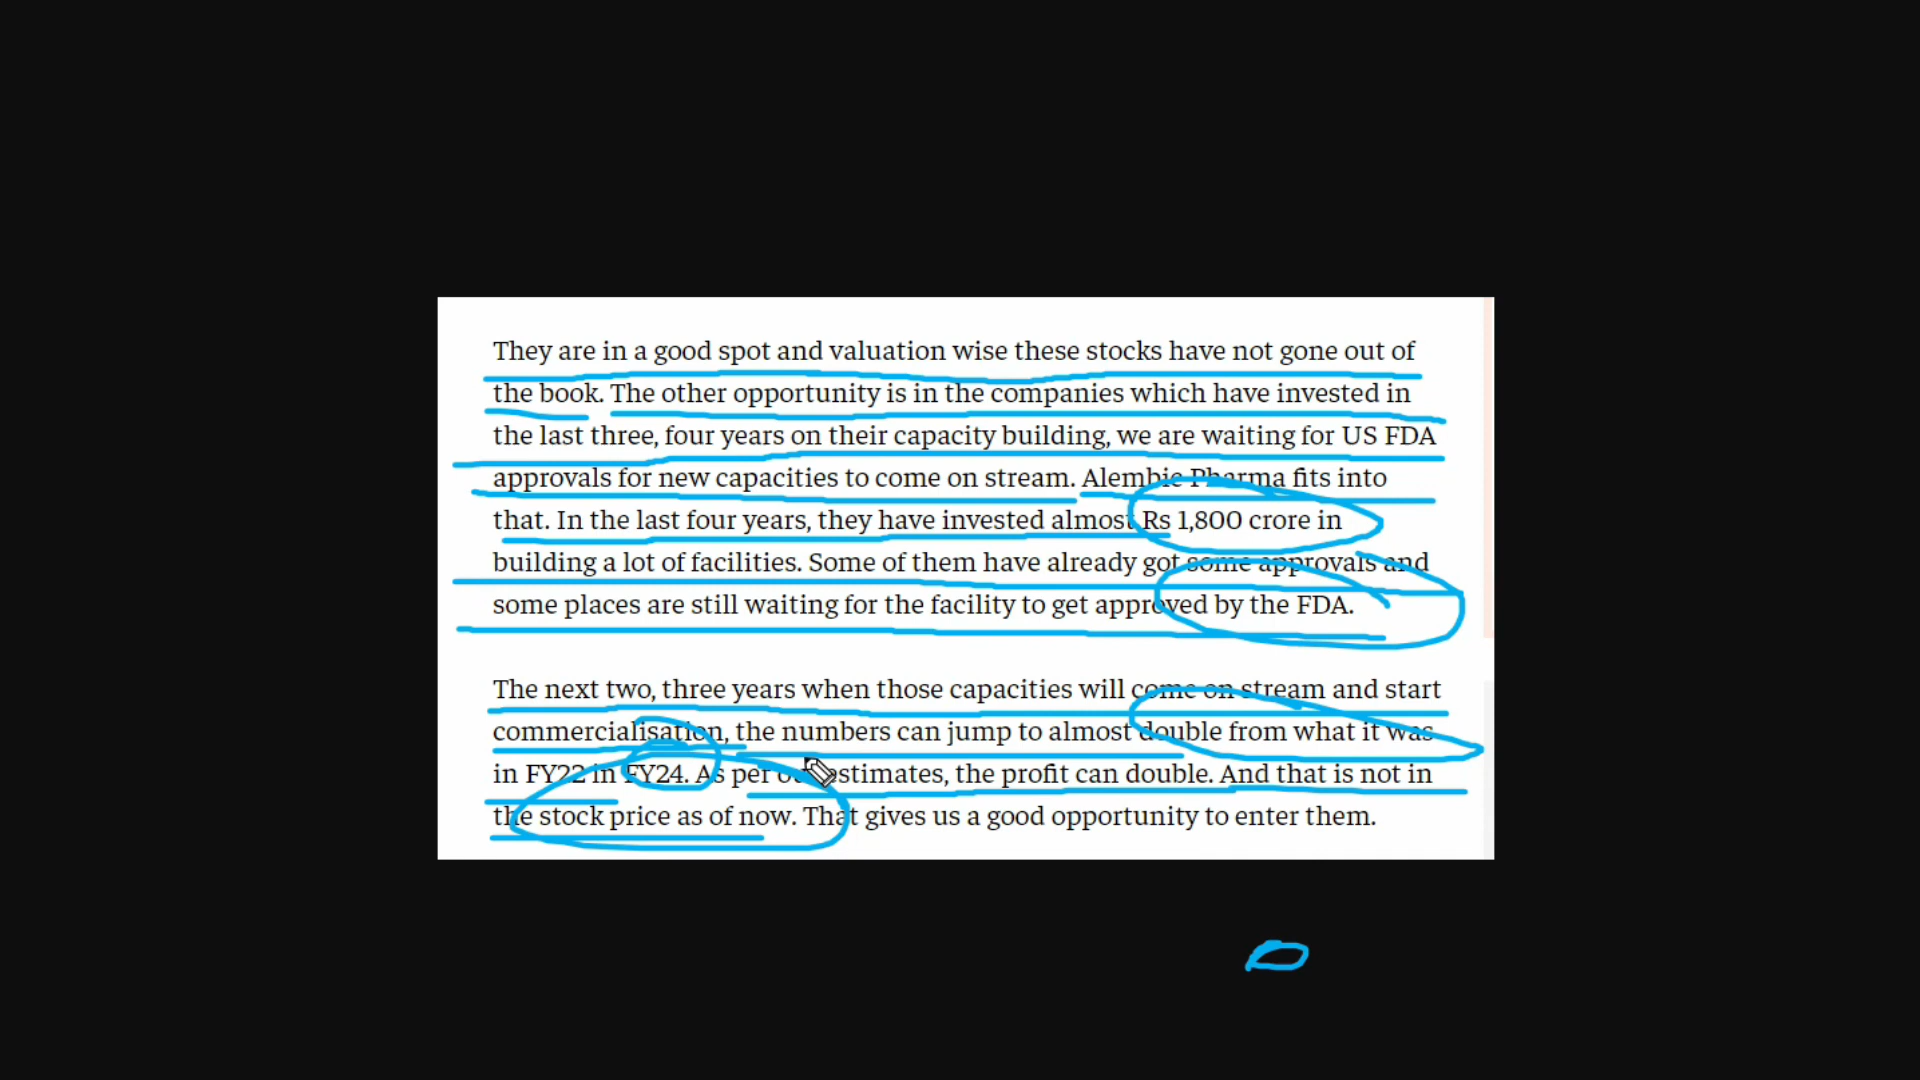 They are in a good spot and valuation wise these stocks have not gone out of
the book. The other opportunity is in the companies which have invested in
the last three, four years on their capacity building, we are waiting for US FDA
approvals for new capacities to come on stream. Alembic Pharma fits into
that. In the last four years, they have invested almost Rs 1,800 crore in
building a lot of facilities. Some of them have already got some approvals and
some places are still waiting for the facility to get approved by the FDA.
The next two, three years when those capacities will come on stream and start
commercialisation, the numbers can jump to almost double from what it was
in FY22 in FY24. As per our estimates, the profit can double. And that is not in
the stock price as of now. That gives us a good opportunity to enter them.